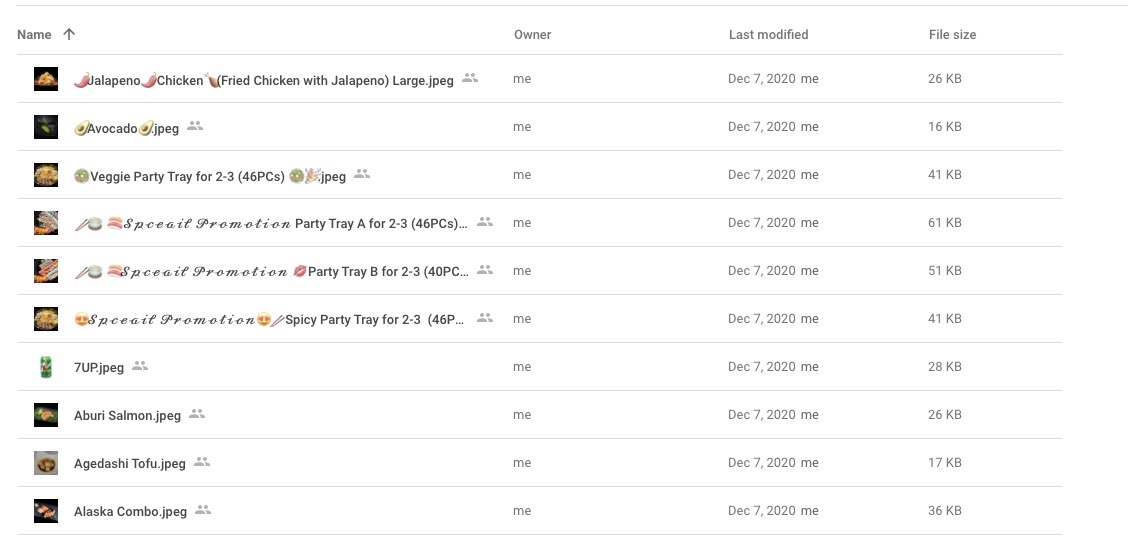 Name ↑ Owner Last modified File size
🌶️Jalapeno🌶️Chicken🍗(Fried Chicken with Jalapeno) Large.jpeg me Dec 7, 2020 me 26 KB
🥑Avocado🥑.jpeg me Dec 7, 2020 me 16 KB
🥗Veggie Party Tray for 2-3 (46PCs) 🥗🎉.jpeg me Dec 7, 2020 me 41 KB
🥢🍚 🍣𝓢𝓹𝓬𝓮𝓪𝓲𝓵 𝓟𝓻𝓸𝓶𝓸𝓽𝓲𝓸𝓷 Party Tray A for 2-3 (46PCs)... me Dec 7, 2020 me 61 KB
🥢🍚 🍣𝓢𝓹𝓬𝓮𝓪𝓲𝓵 𝓟𝓻𝓸𝓶𝓸𝓽𝓲𝓸𝓷 💋Party Tray B for 2-3 (40PC... me Dec 7, 2020 me 51 KB
😍𝓢𝓹𝓬𝓮𝓪𝓲𝓵 𝓟𝓻𝓸𝓶𝓸𝓽𝓲𝓸𝓷😍🥢Spicy Party Tray for 2-3 (46P... me Dec 7, 2020 me 41 KB
7UP.jpeg me Dec 7, 2020 me 28 KB
Aburi Salmon.jpeg me Dec 7, 2020 me 26 KB
Agedashi Tofu.jpeg me Dec 7, 2020 me 17 KB
Alaska Combo.jpeg me Dec 7, 2020 me 36 KB